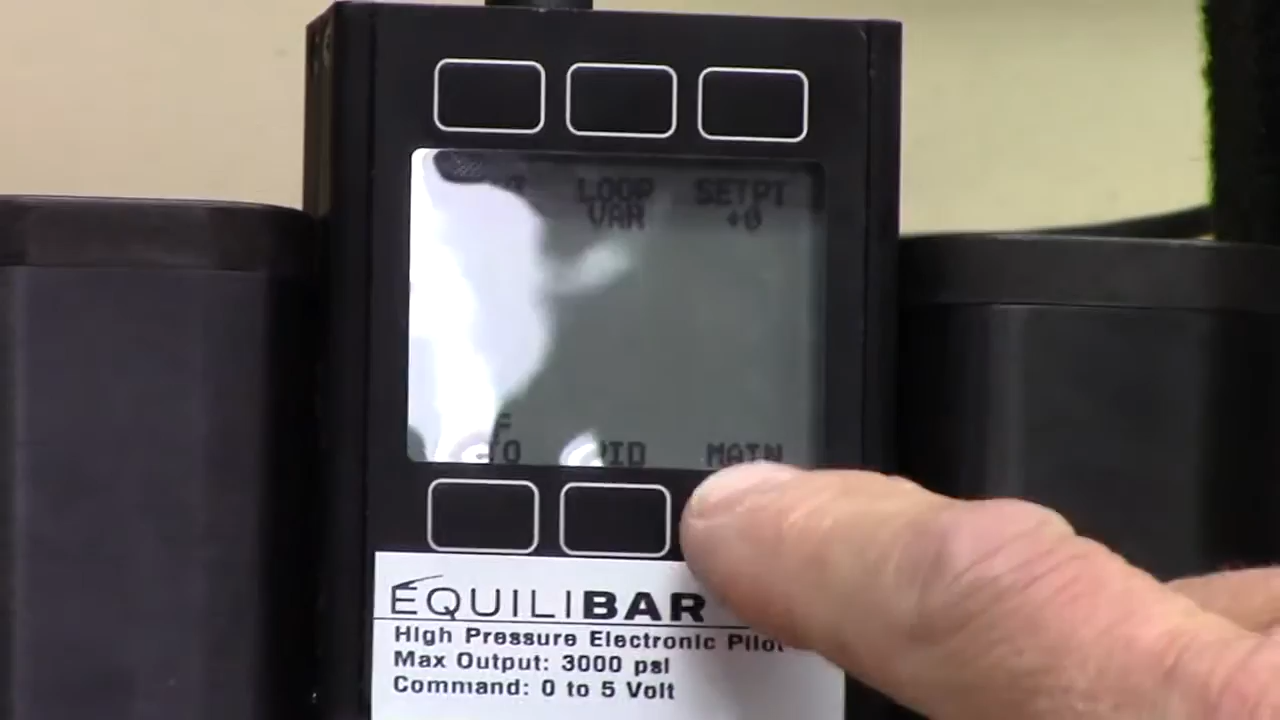 LOOP SETPT
VAR +0
PID MAIN
EQUILIBAR
High Pressure Electronic Pilot
Max Output: 3000 psi
Command: 0 to 5 Volt